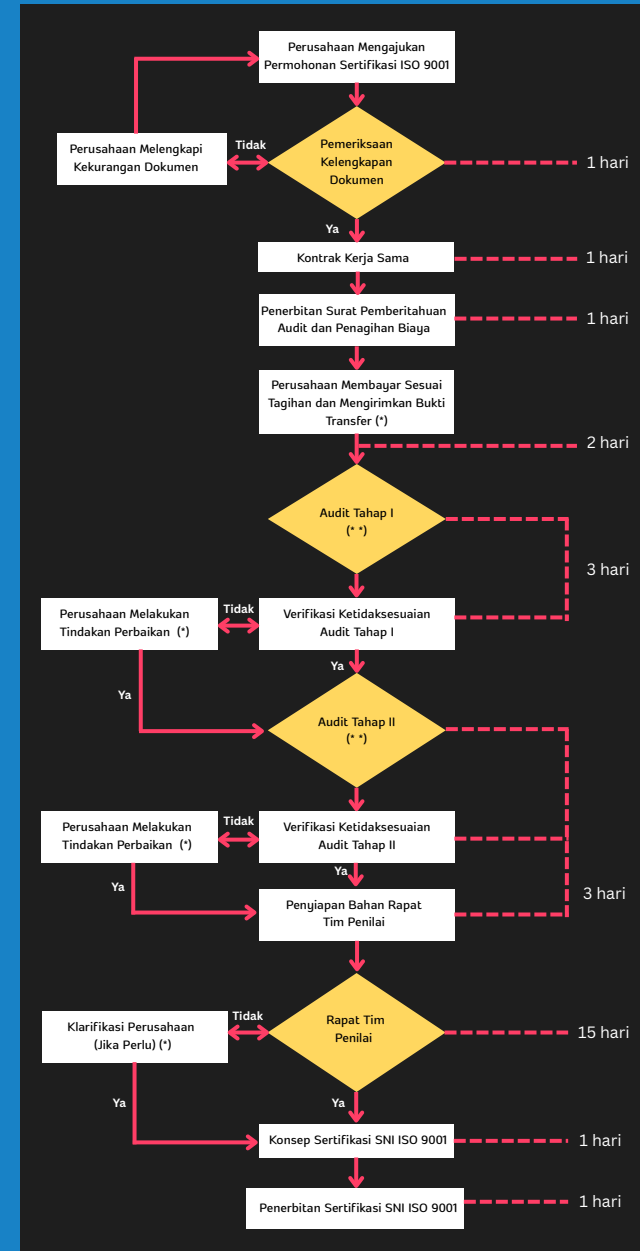 Perusahaan Mengajukan
Permohonan Sertifikasi ISO 9001
Perusahaan Melengkapi
Kekurangan Dokumen
Tidak
Pemeriksaan
Kelengkapan
Dokumen
1 hari
Ya
Kontrak Kerja Sama
1 hari
Penerbitan Surat Pemberitahuan
Audit dan Penagihan Biaya
1 hari
Perusahaan Membayar Sesuai
Tagihan dan Mengirimkan Bukti
Transfer (*)
2 hari
Audit Tahap I
(* *)
3 hari
Perusahaan Melakukan
Tindakan Perbaikan (*)
Tidak
Verifikasi Ketidaksesuaian
Audit Tahap I
Ya
Ya
Audit Tahap II
(* *)
Perusahaan Melakukan
Tindakan Perbaikan (*)
Tidak
Verifikasi Ketidaksesuaian
Audit Tahap II
Ya
Ya
Penyiapan Bahan Rapat
Tim Penilai
3 hari
Klarifikasi Perusahaan
(Jika Perlu) (*)
Tidak
Rapat Tim
Penilai
15 hari
Ya
Ya
Konsep Sertifikasi SNI ISO 9001
1 hari
Penerbitan Sertifikasi SNI ISO 9001
1 hari